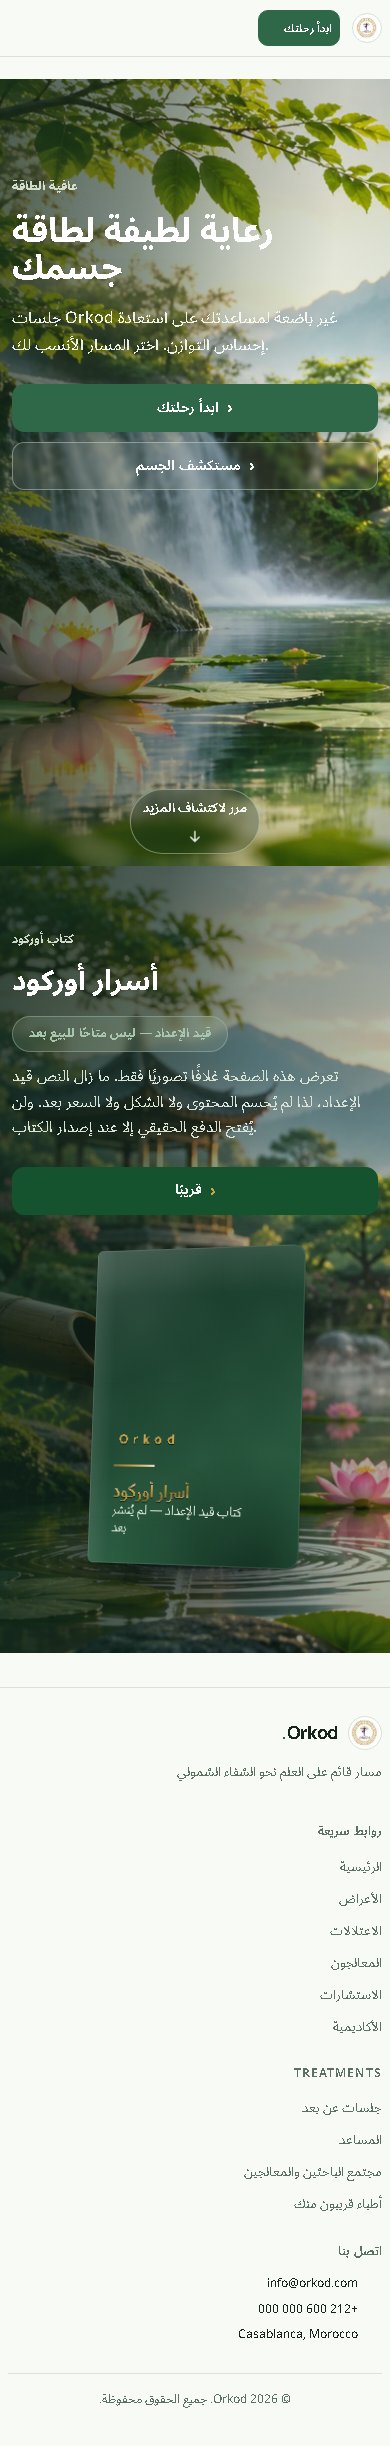 ابدأ رحلتك
عافية الطاقة
رعاية لطيفة لطاقة
جسمك
جلسات Orkod غير باضعة لمساعدتك على استعادة
إحساس التوازن. اختر المسار الأنسب لك.
ابدأ رحلتك ‹
مستكشف الجسم ‹
مرر لاكتشاف المزيد
↓
كتاب أوركود
أسرار أوركود
قيد الإعداد — ليس متاحًا للبيع بعد
تعرض هذه الصفحة غلافًا تصوريًا فقط. ما زال النص قيد
الإعداد، لذا لم يُحسم المحتوى ولا الشكل ولا السعر بعد. ولن
يُفتح الدفع الحقيقي إلا عند إصدار الكتاب.
قريبًا ‹
Orkod
أسرار أوركود
كتاب قيد الإعداد — لم يُنشر
بعد
Orkod.
مسار قائم على العلم نحو الشفاء الشمولي
روابط سريعة
الرئيسية
الأعراض
الاعتلالات
المعالجون
الاستشارات
الأكاديمية
TREATMENTS
جلسات عن بعد
المساعد
مجتمع الباحثين والمعالجين
أطباء قريبون منك
اتصل بنا
info@orkod.com
+212 600 000 000
Casablanca, Morocco
© 2026 Orkod. جميع الحقوق محفوظة.